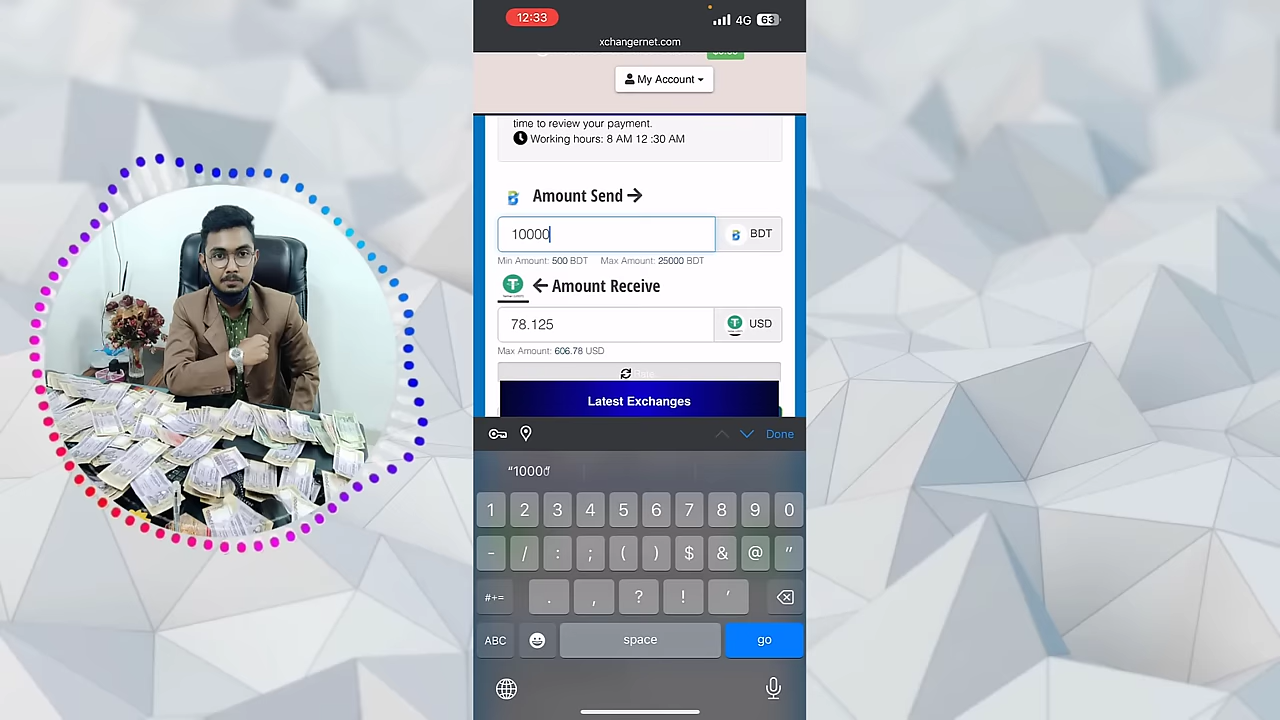 12:33
4G 63
xchangernet.com
My Account
time to review your payment.
Working hours: 8 AM 12 :30 AM
Amount Send
10000
BDT
Min Amount: 500 BDT Max Amount: 25000 BDT
Amount Receive
78.125
USD
Max Amount: 606.78 USD
Latest Exchanges
Done
“10000”
1 2 3 4 5 6 7 8 9 0
- / : ; ( ) $ & @ "
#+= . , ? ! '
ABC space go